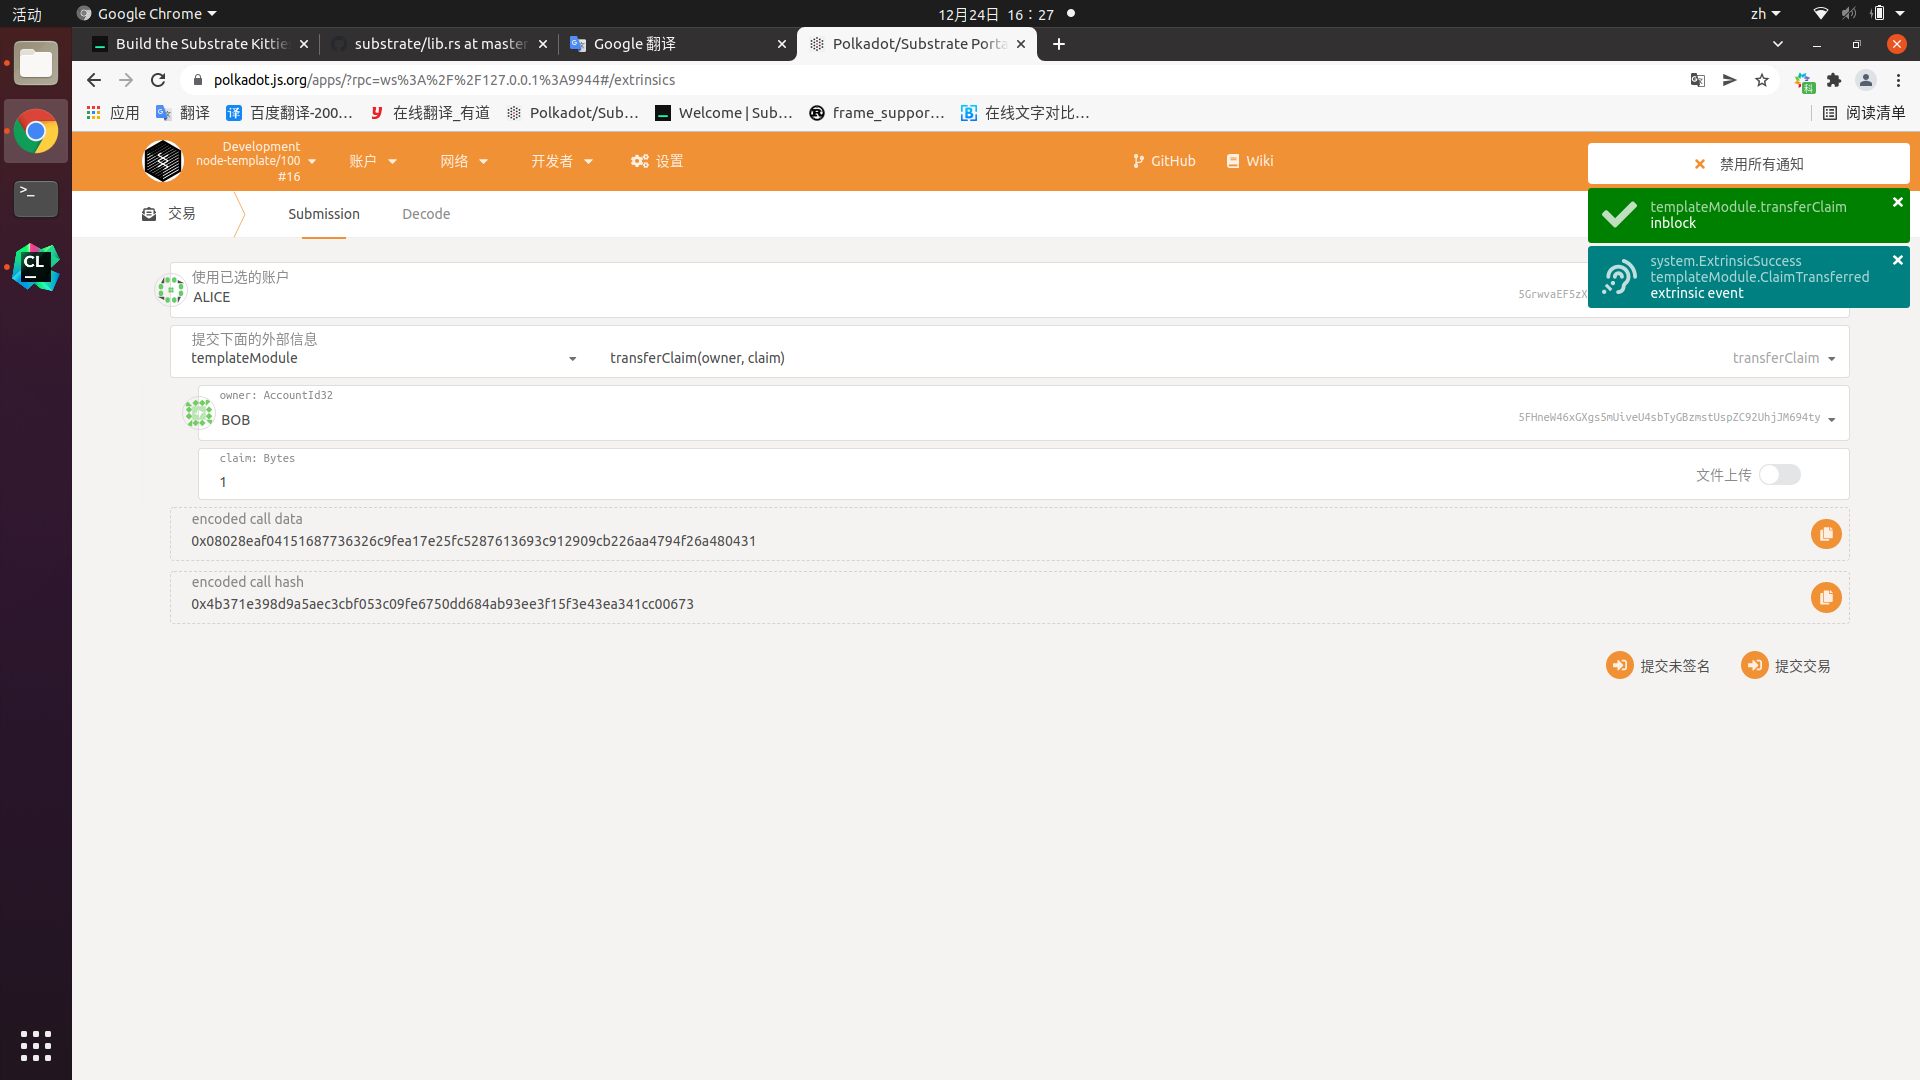 活动
Google Chrome
12月24日 16：27
zh
Build the Substrate Kittie
substrate/lib.rs at master
Google 翻译
Polkadot/Substrate Porta
polkadot.js.org/apps/?rpc=ws%3A%2F%2F127.0.0.1%3A9944#/extrinsics
应用
翻译
百度翻译-200...
在线翻译_有道
Polkadot/Sub...
Welcome | Sub...
frame_suppor...
在线文字对比...
阅读清单
Development
node-template/100
#16
账户
网络
开发者
设置
GitHub
Wiki
禁用所有通知
templateModule.transferClaim
inblock
system.ExtrinsicSuccess
templateModule.ClaimTransferred
extrinsic event
交易
Submission
Decode
使用已选的账户
ALICE
5GrwvaEF5zX
提交下面的外部信息
templateModule
transferClaim(owner, claim)
transferClaim
owner: AccountId32
BOB
5FHneW46xGXgs5mUiveU4sbTyGBzmstUspZC92UhjJM694ty
claim: Bytes
1
文件上传
encoded call data
0x08028eaf04151687736326c9fea17e25fc5287613693c912909cb226aa4794f26a480431
encoded call hash
0x4b371e398d9a5aec3cbf053c09fe6750dd684ab93ee3f15f3e43ea341cc00673
提交未签名
提交交易